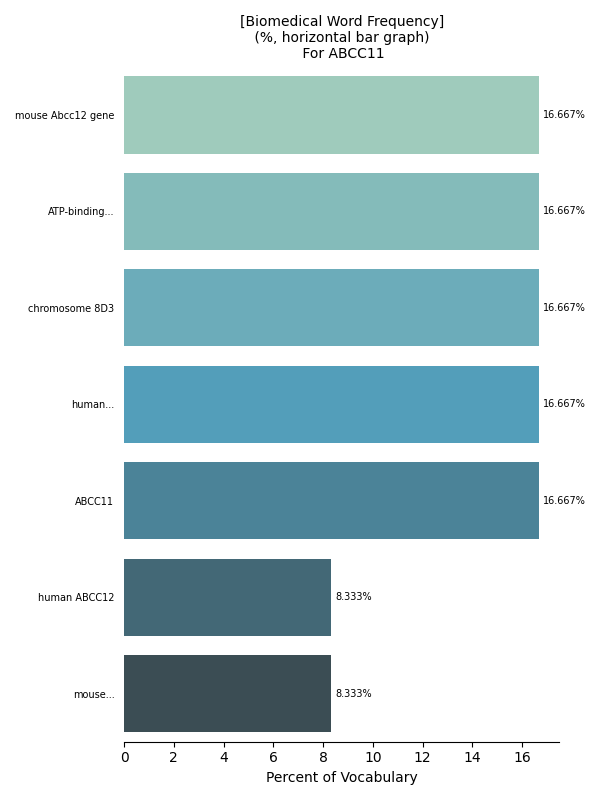 [Biomedical Word Frequency]
(%, horizontal bar graph)
For ABCC11
mouse Abcc12 gene
16.667%
ATP-binding...
16.667%
chromosome 8D3
16.667%
human...
16.667%
ABCC11
16.667%
human ABCC12
8.333%
mouse...
8.333%
0 2 4 6 8 10 12 14 16
Percent of Vocabulary